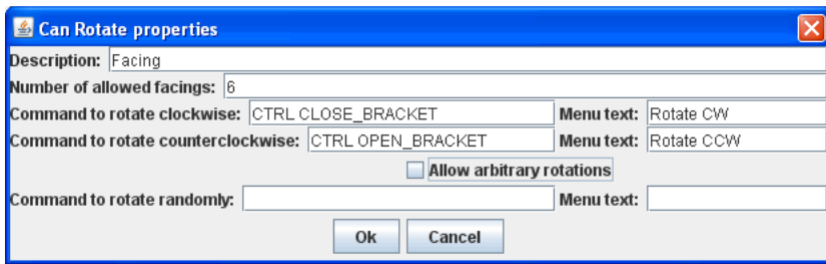 Can Rotate properties
Description: Facing
Number of allowed facings: 6
Command to rotate clockwise: CTRL CLOSE_BRACKET Menu text: Rotate CW
Command to rotate counterclockwise: CTRL OPEN_BRACKET Menu text: Rotate CCW
Allow arbitrary rotations
Command to rotate randomly: Menu text:
Ok Cancel